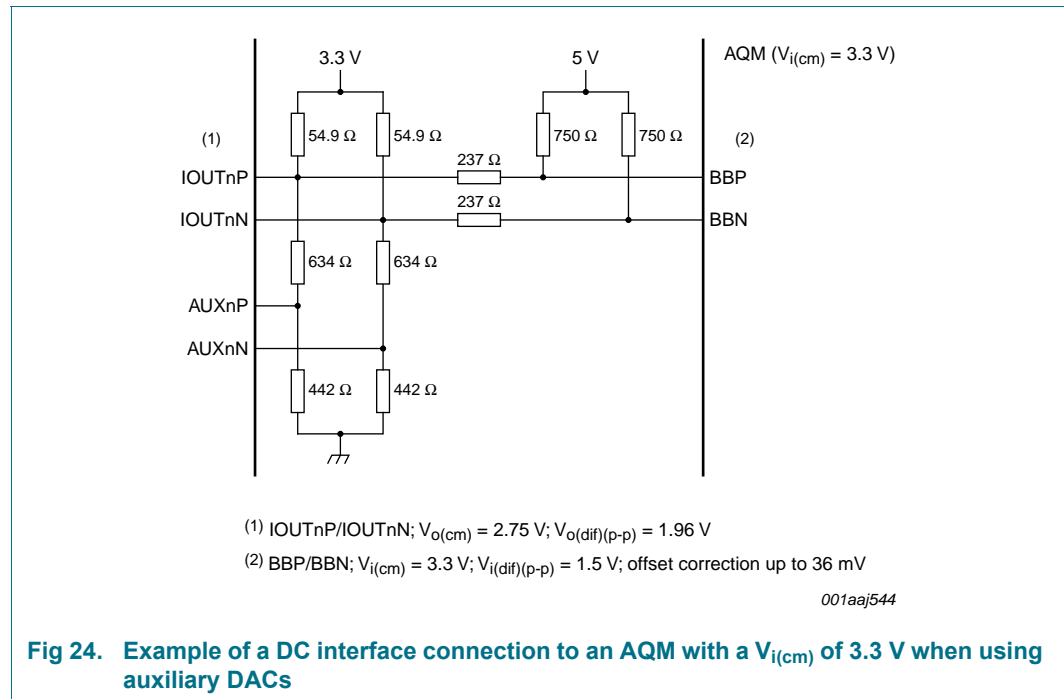 3.3 V
5 V
AQM (Vi(cm) = 3.3 V)
54.9 Ω
54.9 Ω
750 Ω
750 Ω
(1)
(2)
237 Ω
IOUTnP
BBP
237 Ω
IOUTnN
BBN
634 Ω
634 Ω
AUXnP
AUXnN
442 Ω
442 Ω
(1) IOUTnP/IOUTnN; Vo(cm) = 2.75 V; Vo(dif)(p-p) = 1.96 V
(2) BBP/BBN; Vi(cm) = 3.3 V; Vi(dif)(p-p) = 1.5 V; offset correction up to 36 mV
001aaj544
Fig 24. Example of a DC interface connection to an AQM with a Vi(cm) of 3.3 V when using
auxiliary DACs